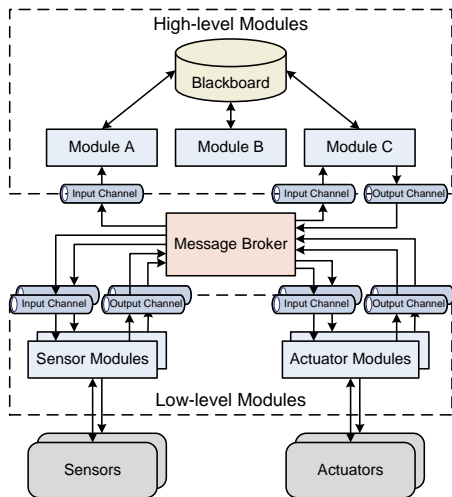 High-level Modules
Blackboard
Module A
Module B
Module C
Input Channel
Input Channel
Output Channel
Message Broker
Input Channel
Output Channel
Input Channel
Output Channel
Sensor Modules
Actuator Modules
Low-level Modules
Sensors
Actuators